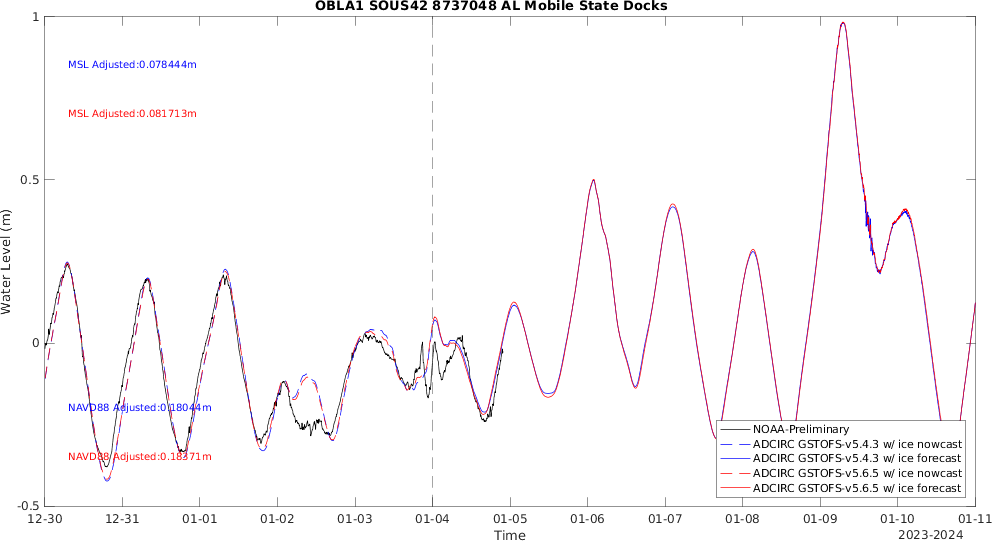 OBLA1 SOUS42 8737048 AL Mobile State Docks
1
MSL Adjusted:0.078444m
MSL Adjusted:0.081713m
0.5
Water Level (m)
0
NAVD88 Adjusted:0.18044m
NAVD88 Adjusted:0.18371m
-0.5
NOAA-Preliminary
ADCIRC GSTOFS-v5.4.3 w/ ice nowcast
ADCIRC GSTOFS-v5.4.3 w/ ice forecast
ADCIRC GSTOFS-v5.6.5 w/ ice nowcast
ADCIRC GSTOFS-v5.6.5 w/ ice forecast
12-30 12-31 01-01 01-02 01-03 01-04 01-05 01-06 01-07 01-08 01-09 01-10 01-11
Time
2023-2024